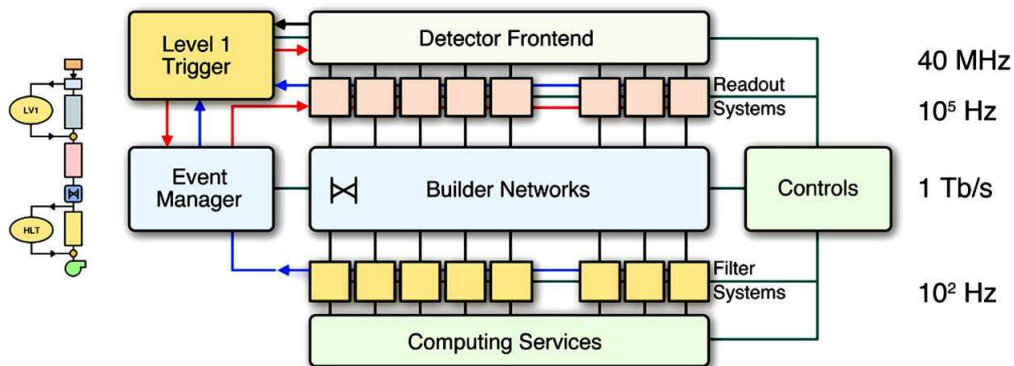 Level 1
Trigger
Detector Frontend
40 MHz
Readout
Systems
10⁵ Hz
LV1
Event
Manager
Builder Networks
Controls
1 Tb/s
HLT
Filter
Systems
10² Hz
Computing Services